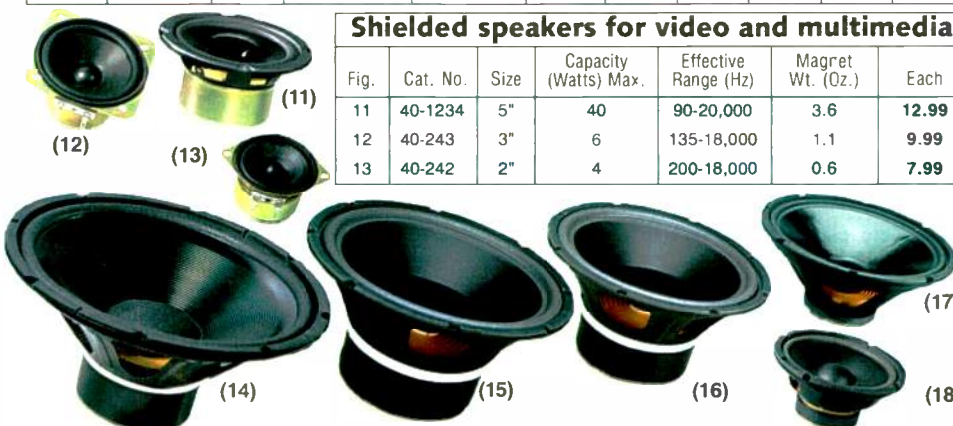 Shielded speakers for video and multimedia
Fig. Cat. No. Size Capacity (Watts) Max. Effective Range (Hz) Magnet Wt. (Oz.) Each
11 40-1234 5" 40 90-20,000 3.6 12.99
12 40-243 3" 6 135-18,000 1.1 9.99
13 40-242 2" 4 200-18,000 0.6 7.99
(11)
(12)
(13)
(14)
(15)
(16)
(17
(18